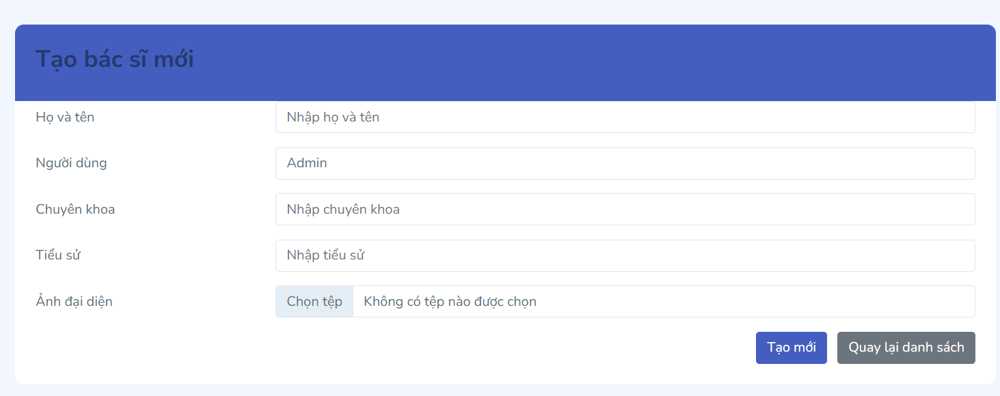 Tạo bác sĩ mới
Họ và tên Nhập họ và tên
Người dùng Admin
Chuyên khoa Nhập chuyên khoa
Tiểu sử Nhập tiểu sử
Ảnh đại diện Chọn tệp Không có tệp nào được chọn
Tạo mới Quay lại danh sách